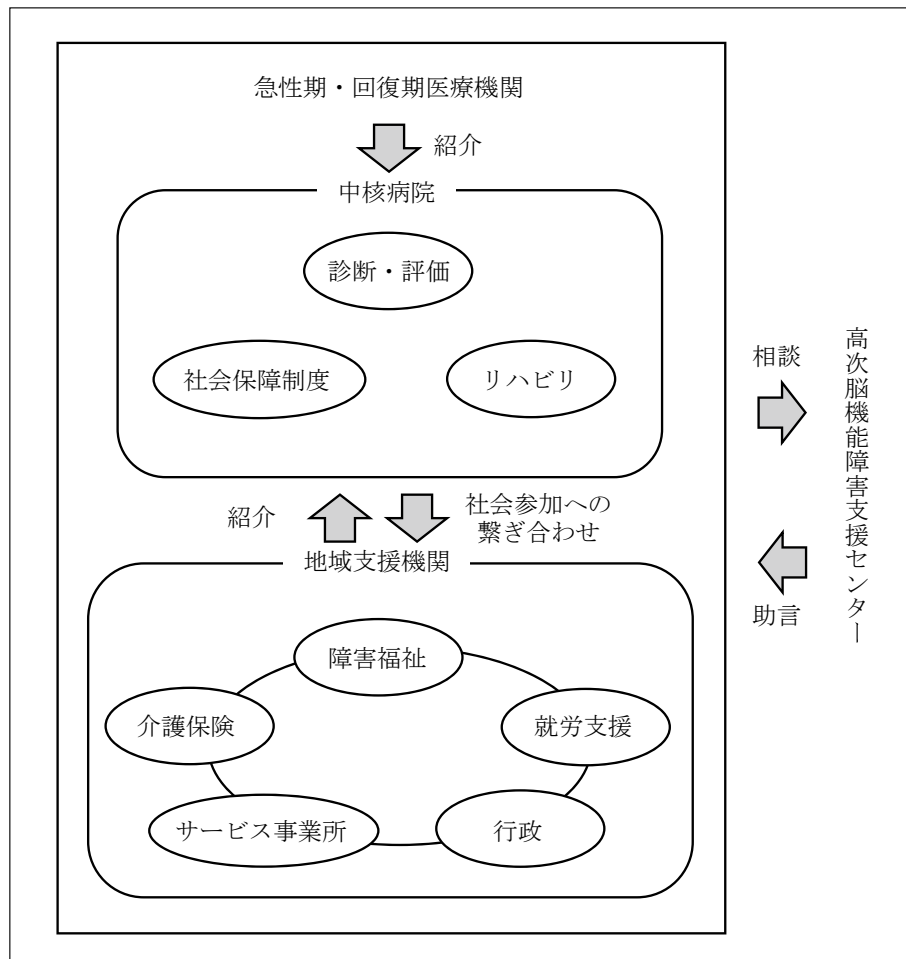 急性期・回復期医療機関
紹介
中核病院
診断・評価
社会保障制度
リハビリ
紹介
社会参加への
繋ぎ合わせ
地域支援機関
障害福祉
介護保険
就労支援
サービス事業所
行政
相談
高次脳機能障害支援センター
助言